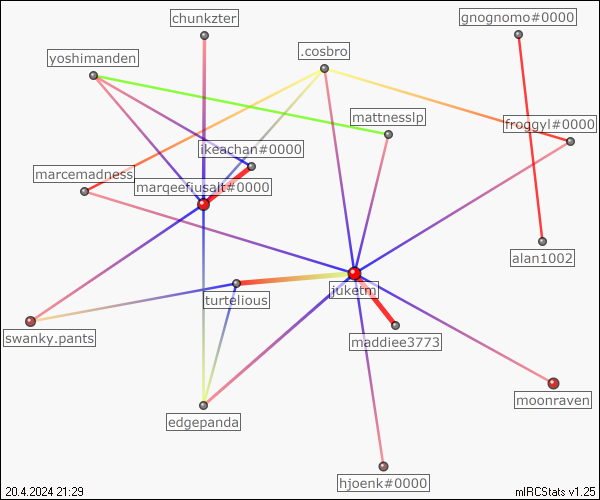 chunkzter
gnognomo#0000
.cosbro
yoshimanden
mattnesslp
froggyl#0000
ikeachan#0000
marcemadness
marqeefiusalt#0000
alan1002
turtelious
juketm
swanky.pants
maddiee3773
moonraven
edgepanda
hjoenk#0000
20.4.2024 21:29
mIRCStats v1.25